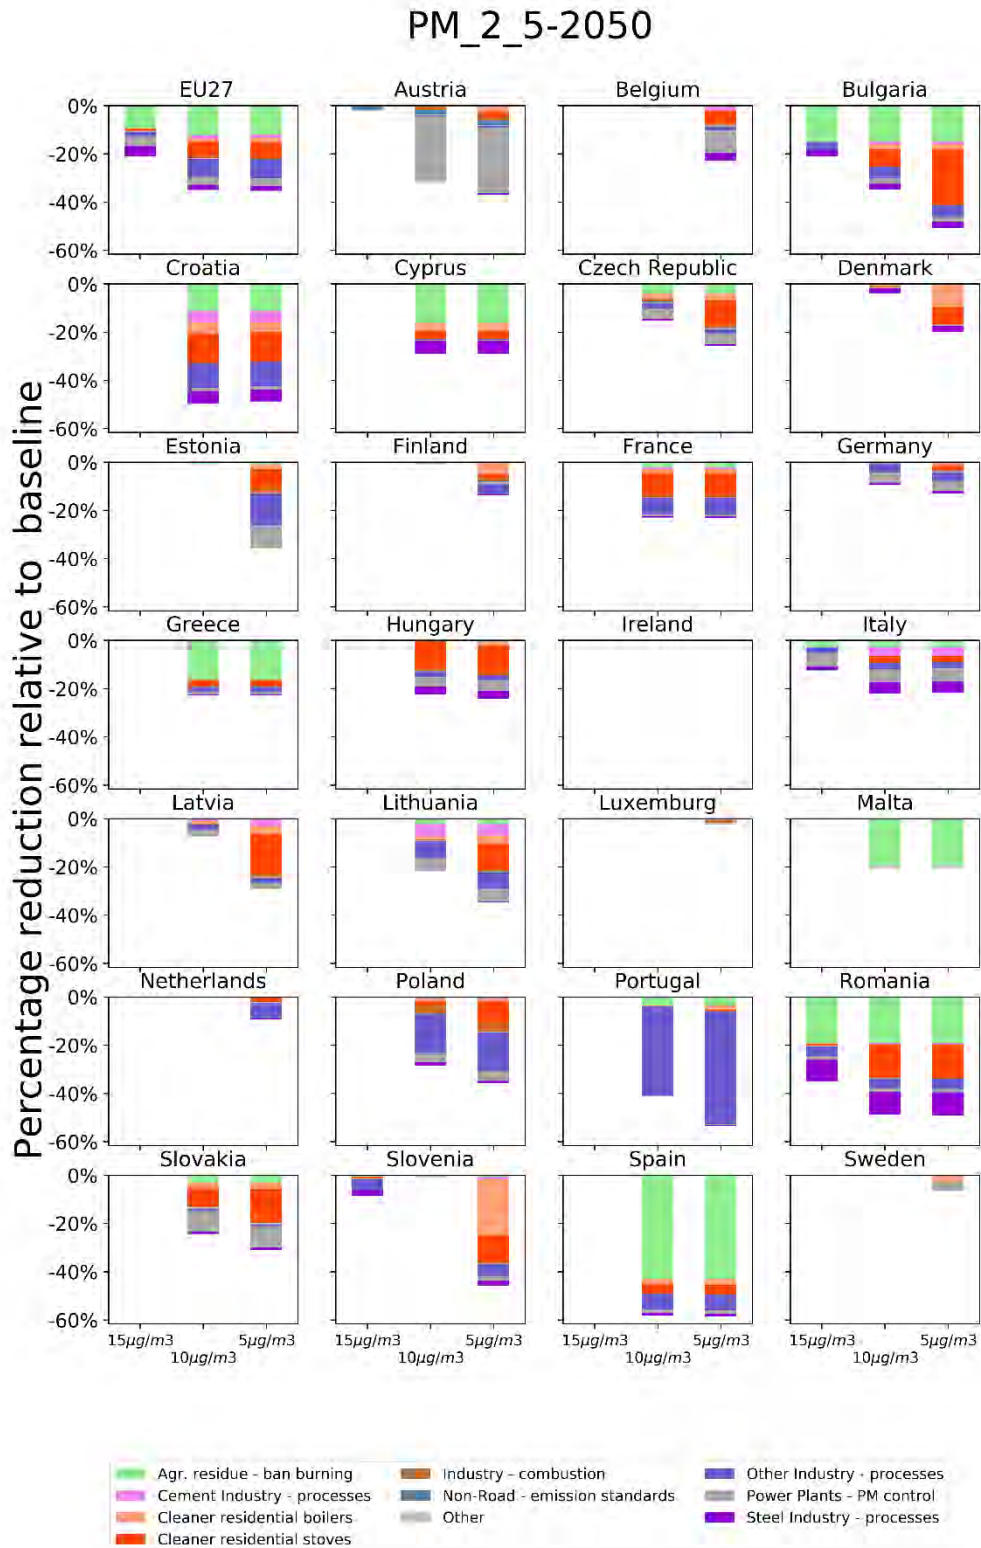 PM_2_5-2050
Percentage reduction relative to baseline
EU27
Austria
Belgium
Bulgaria
0%
-20%
-40%
-60%
Croatia
Cyprus
Czech Republic
Denmark
0%
-20%
-40%
-60%
Estonia
Finland
France
Germany
0%
-20%
-40%
-60%
Greece
Hungary
Ireland
Italy
0%
-20%
-40%
-60%
Latvia
Lithuania
Luxemburg
Malta
0%
-20%
-40%
-60%
Netherlands
Poland
Portugal
Romania
0%
-20%
-40%
-60%
Slovakia
Slovenia
Spain
Sweden
0%
-20%
-40%
-60%
15μg/m3
10μg/m3
5μg/m3
15μg/m3
10μg/m3
5μg/m3
15μg/m3
10μg/m3
5μg/m3
15μg/m3
10μg/m3
5μg/m3
Agr. residue - ban burning
Cement Industry - processes
Cleaner residential boilers
Cleaner residential stoves
Industry - combustion
Non-Road - emission standards
Other
Other Industry - processes
Power Plants - PM control
Steel Industry - processes